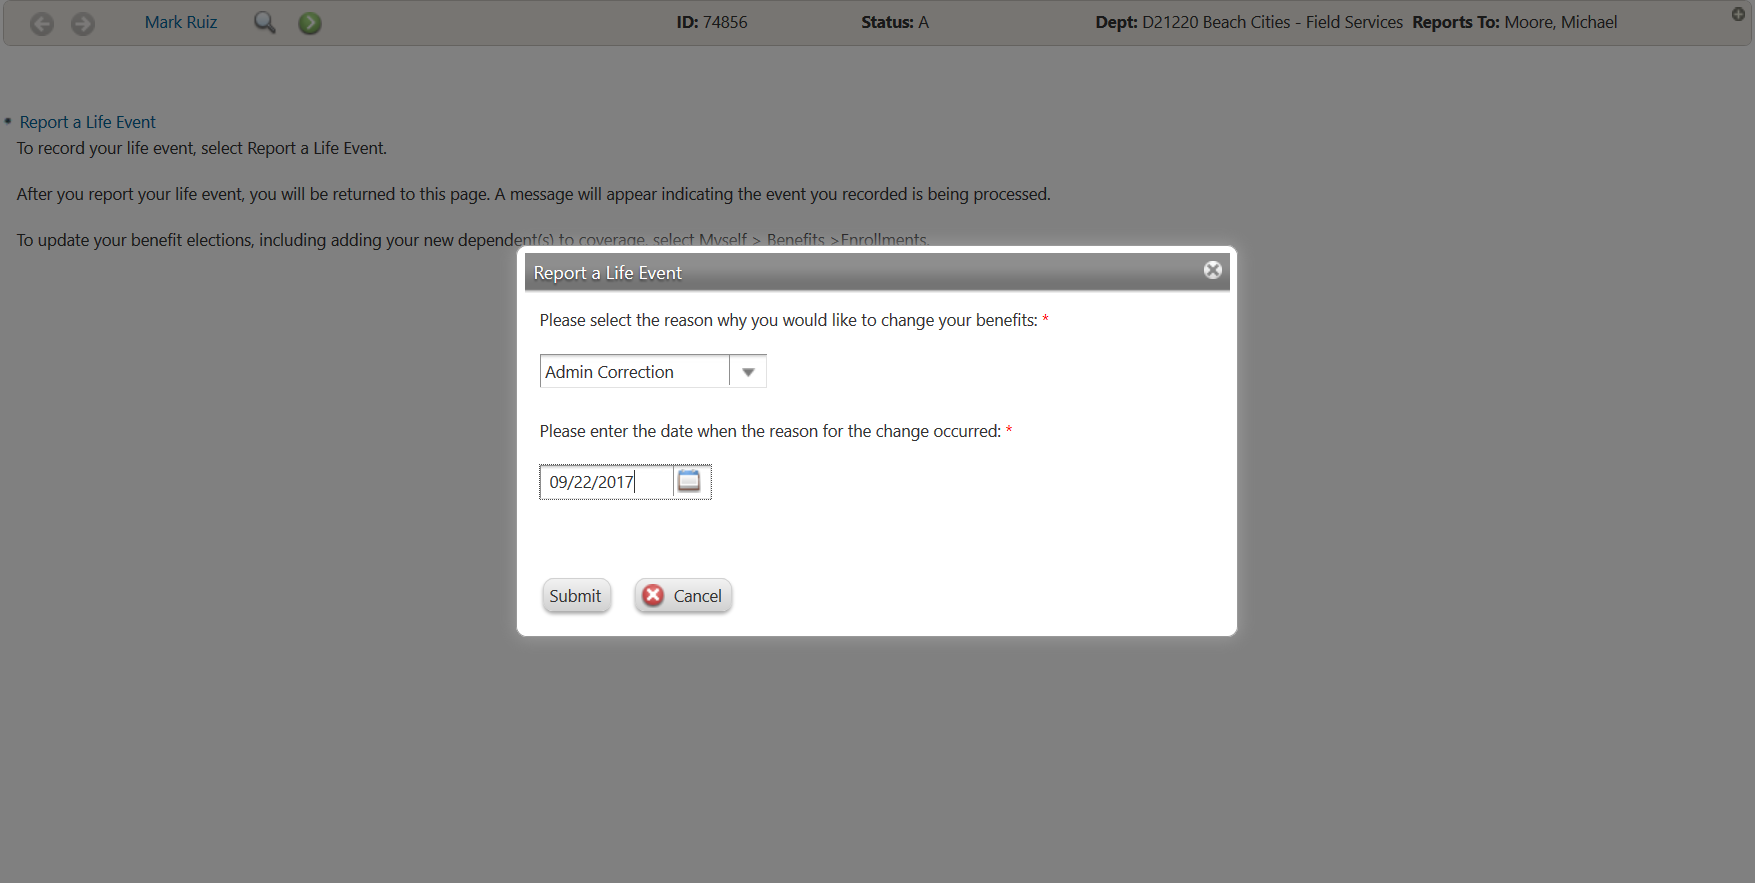 Mark Ruiz ID: 74856 Status: A Dept: D21220 Beach Cities - Field Services Reports To: Moore, Michael
Report a Life Event
To record your life event, select Report a Life Event.
After you report your life event, you will be returned to this page. A message will appear indicating the event you recorded is being processed.
To update your benefit elections, including adding your new dependent(s) to coverage, select Myself > Benefits >Enrollments.
Report a Life Event
Please select the reason why you would like to change your benefits: *
Admin Correction
Please enter the date when the reason for the change occurred: *
09/22/2017
Submit Cancel